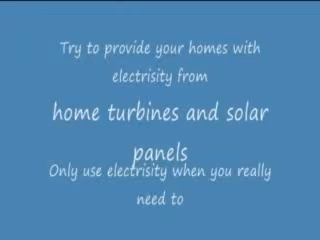 Try to provide your homes with
electrisity from
home turbines and solar
panels
Only use electrisity when you really
need to